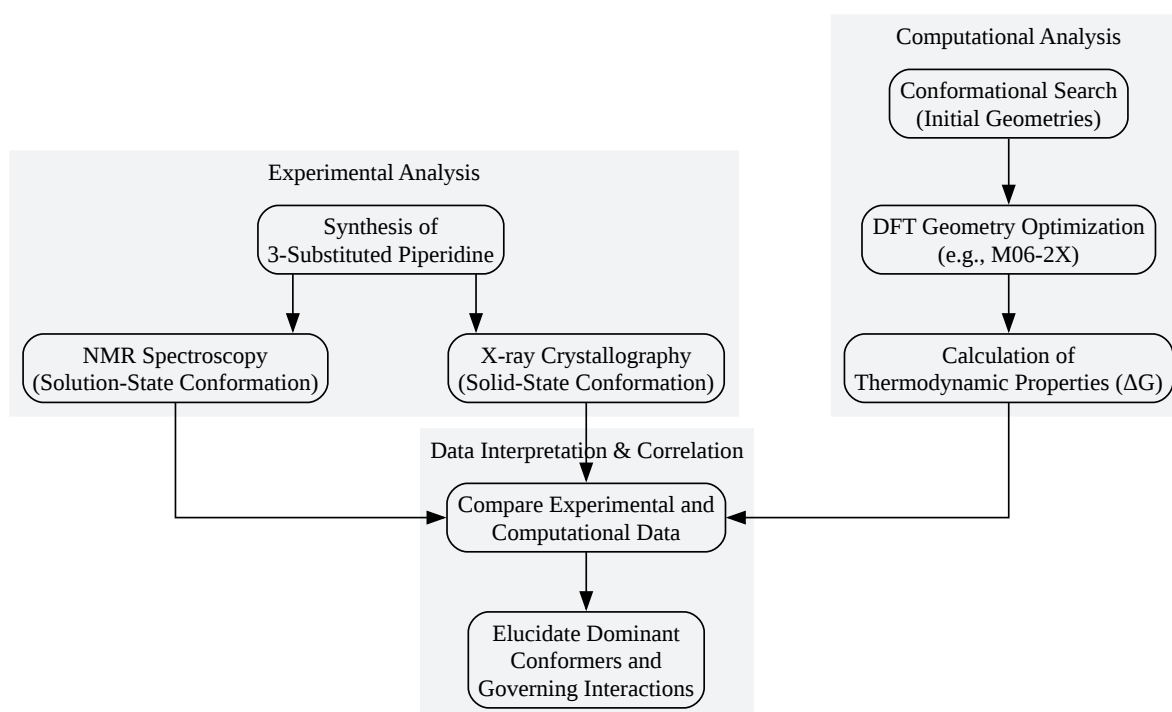 Computational Analysis
Conformational Search
(Initial Geometries)
DFT Geometry Optimization
(e.g., M06-2X)
Calculation of
Thermodynamic Properties (ΔG)
Experimental Analysis
Synthesis of
3-Substituted Piperidine
NMR Spectroscopy
(Solution-State Conformation)
X-ray Crystallography
(Solid-State Conformation)
Data Interpretation & Correlation
Compare Experimental and
Computational Data
Elucidate Dominant
Conformers and
Governing Interactions